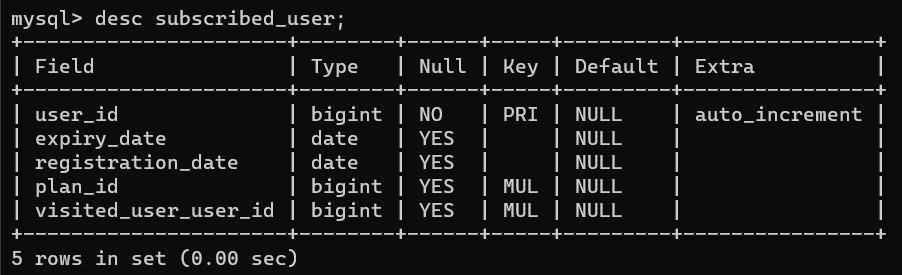 mysql> desc subscribed_user;
+----------------------+--------+------+-----+---------+----------------+
| Field                | Type   | Null | Key | Default | Extra          |
+----------------------+--------+------+-----+---------+----------------+
| user_id              | bigint | NO   | PRI | NULL    | auto_increment |
| expiry_date          | date   | YES  |     | NULL    |                |
| registration_date    | date   | YES  |     | NULL    |                |
| plan_id              | bigint | YES  | MUL | NULL    |                |
| visited_user_user_id | bigint | YES  | MUL | NULL    |                |
+----------------------+--------+------+-----+---------+----------------+
5 rows in set (0.00 sec)